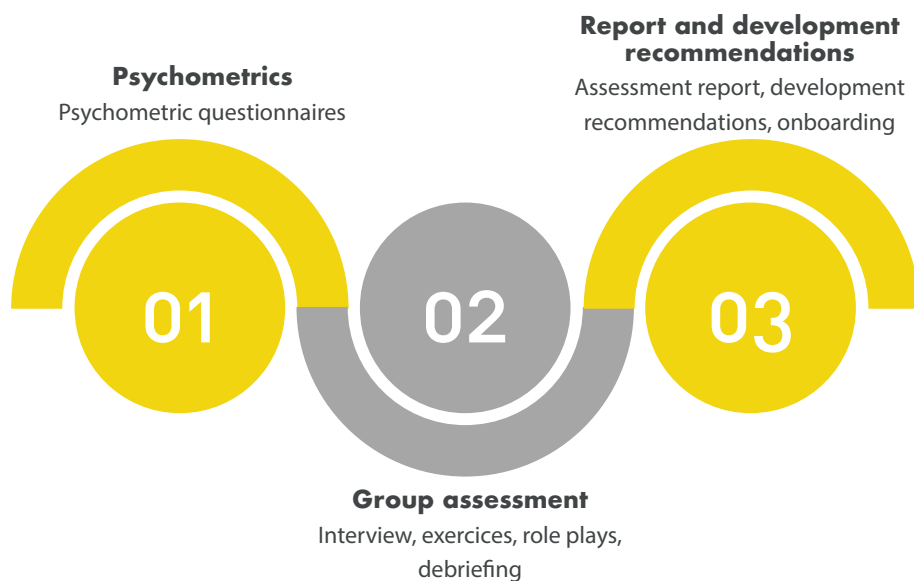 Psychometrics
Psychometric questionnaires
01
02
Group assessment
Interview, exercices, role plays,
debriefing
Report and development
recommendations
Assessment report, development
recommendations, onboarding
03